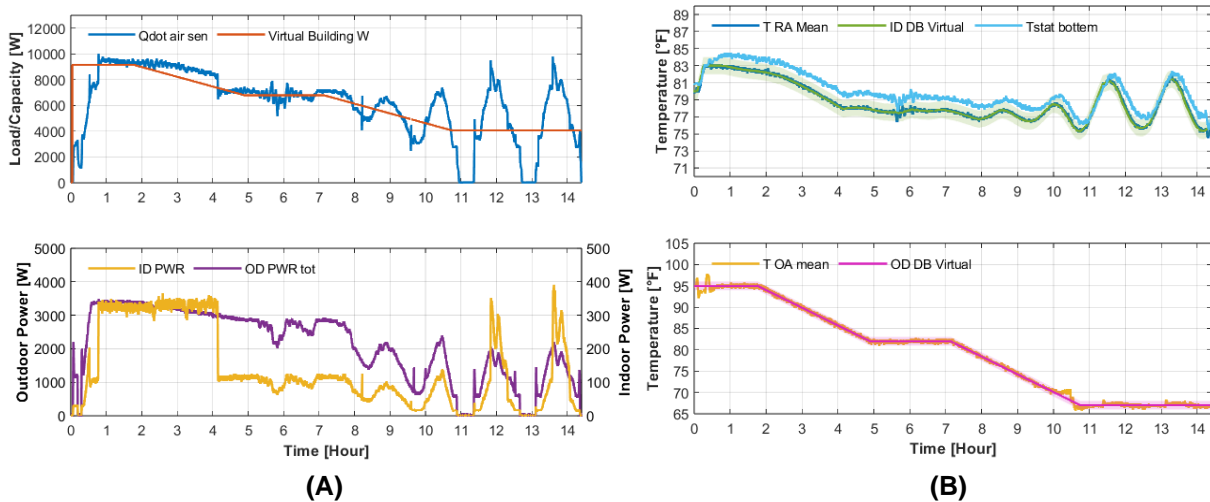 Qdot air sen Virtual Building W
Load/Capacity [W]
12000
10000
8000
6000
4000
2000
0
0 1 2 3 4 5 6 7 8 9 10 11 12 13 14
ID PWR OD PWR tot
Outdoor Power [W]
5000
4000
3000
2000
1000
0
500
400
300
200
100
0
Indoor Power [W]
0 1 2 3 4 5 6 7 8 9 10 11 12 13 14
Time [Hour]
(A)
T RA Mean ID DB Virtual Tstat bottem
Temperature [°F]
89
87
85
83
81
79
77
75
73
71
0 1 2 3 4 5 6 7 8 9 10 11 12 13 14
T OA mean OD DB Virtual
Temperature [°F]
105
95
85
75
65
0 1 2 3 4 5 6 7 8 9 10 11 12 13 14
Time [Hour]
(B)